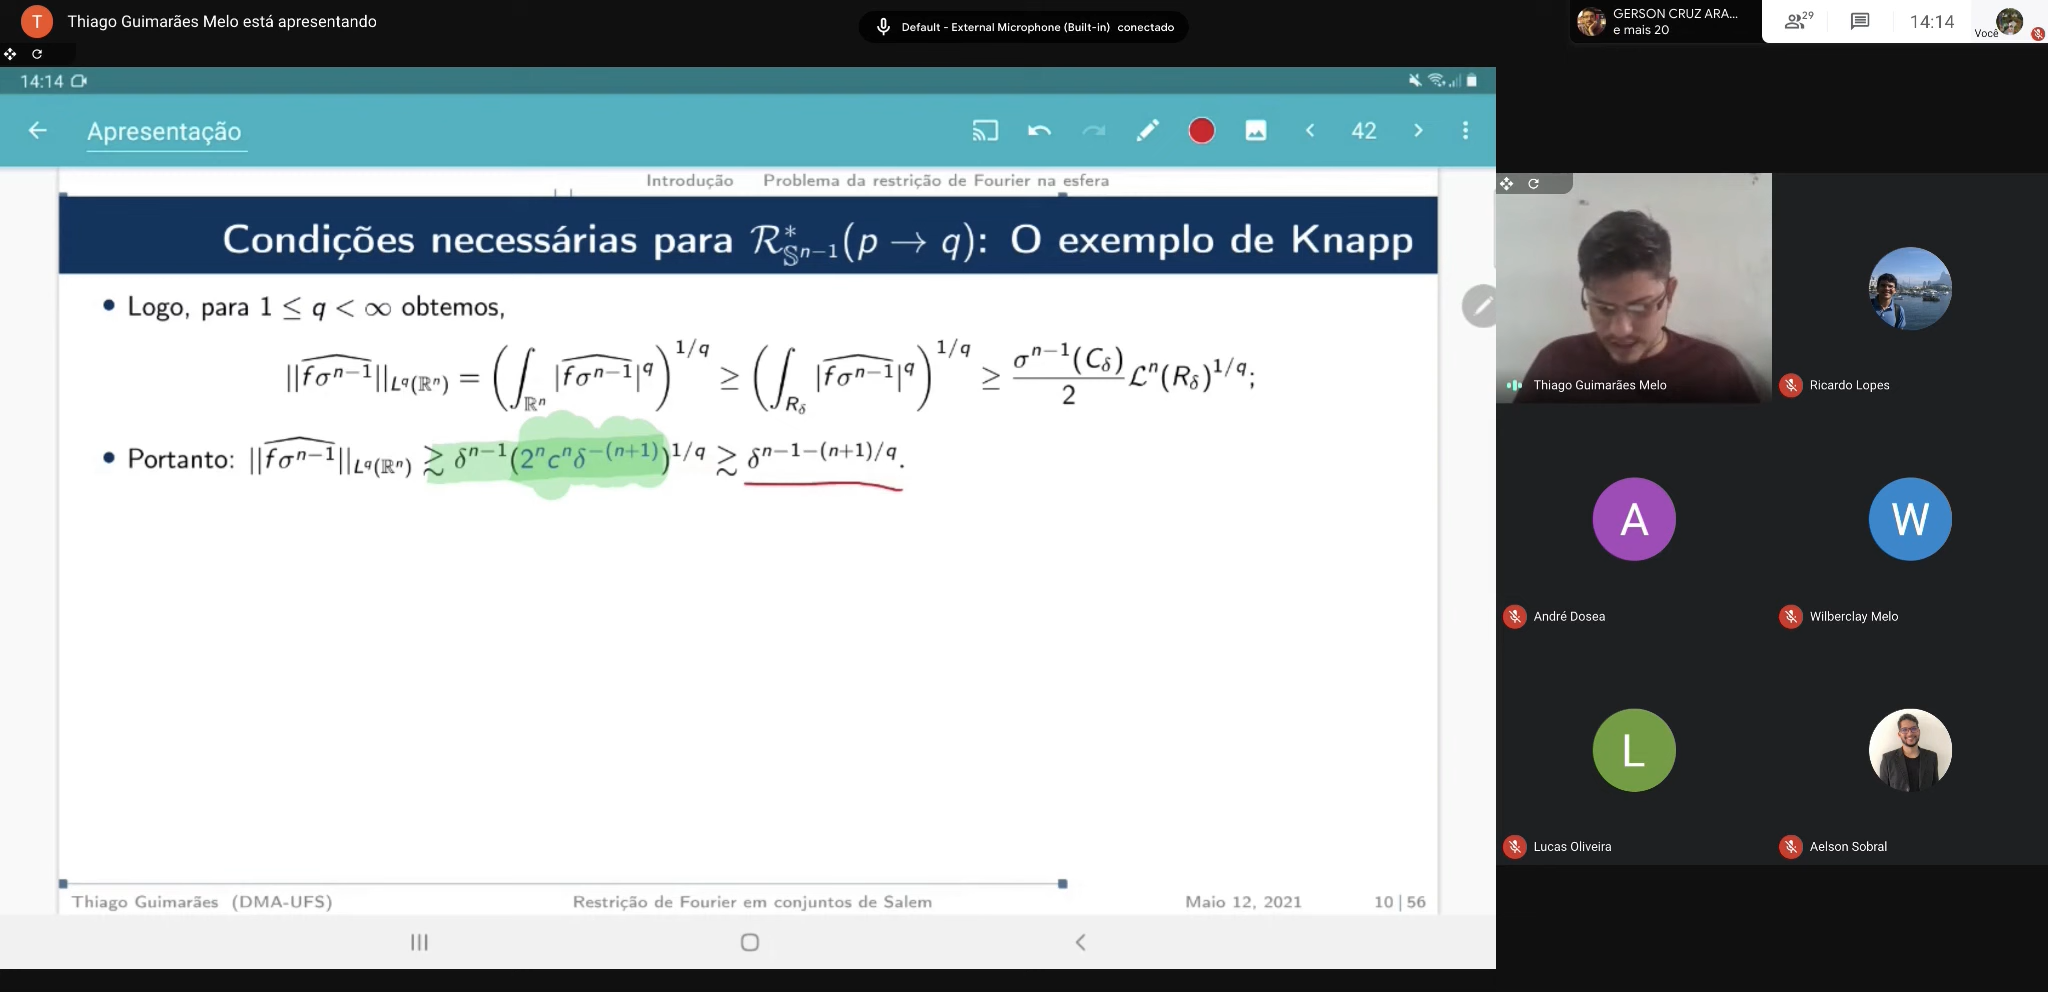 T Thiago Guimarães Melo está apresentando
Default - External Microphone (Built-in) conectado
GERSON CRUZ ARA...
e mais 20
29
14:14
Você
14:14
Apresentação
42
Introdução Problema da restrição de Fourier na esfera
Condições necessárias para 𝓡*_{𝕊^{n−1}}(p → q): O exemplo de Knapp
• Logo, para 1 ≤ q < ∞ obtemos,
||\widehat{fσ^{n−1}}||_{L^q(ℝ^n)} = (∫_{ℝ^n} |\widehat{fσ^{n−1}}|^q)^{1/q} ≥ (∫_{R_δ} |\widehat{fσ^{n−1}}|^q)^{1/q} ≥ \frac{σ^{n−1}(C_δ)}{2} 𝓛^n(R_δ)^{1/q};
• Portanto: ||\widehat{fσ^{n−1}}||_{L^q(ℝ^n)} ≳ δ^{n−1}(2^n c^n δ^{−(n+1)})^{1/q} ≳ δ^{n−1−(n+1)/q}.
Thiago Guimarães (DMA-UFS) Restrição de Fourier em conjuntos de Salem Maio 12, 2021 10 | 56
Thiago Guimarães Melo
Ricardo Lopes
A
André Dosea
W
Wilberclay Melo
L
Lucas Oliveira
Aelson Sobral